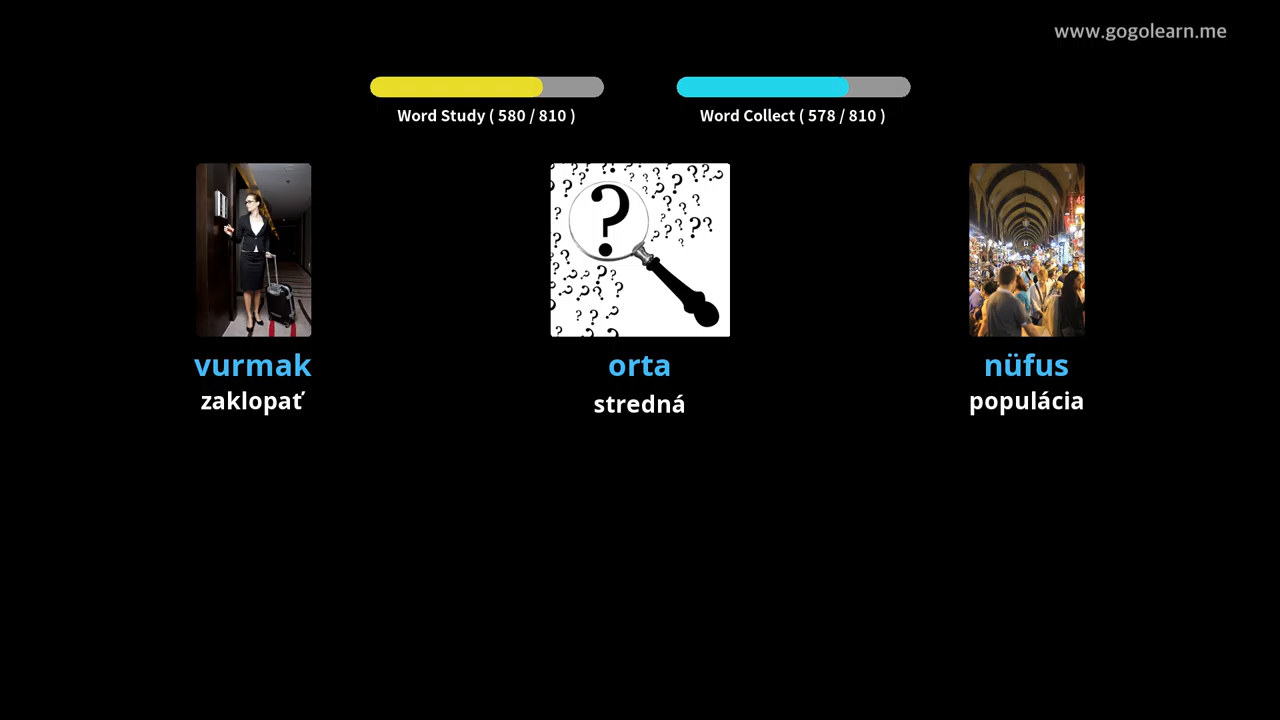 www.gogolearn.me
Word Study ( 580 / 810 )
Word Collect ( 578 / 810 )
vurmak
zaklopať
orta
stredná
nüfus
populácia